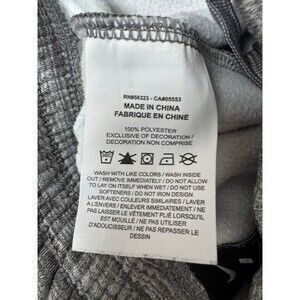 RN#56323 - CA#05553
MADE IN CHINA
FABRIQUE EN CHINE
100% POLYESTER
EXCLUSIVE OF DECORATION /
DECORATION NON COMPRISE
WASH WITH LIKE COLORS / WASH INSIDE
OUT / REMOVE IMMEDIATELY / DO NOT ALLOW
TO LAY ON ITSELF WHEN WET / DO NOT USE
SOFTENERS / DO NOT IRON DESIGN
LAVER AVEC COULEURS SIMILAIRES / LAVER
À L'ENVERS / ENLEVER IMMÉDIATEMENT / NE
PAS LAISSER LE VÊTEMENT PLIÉ LORSQU'IL
EST MOUILLÉ / NE PAS UTILISER
D'ADOUCISSEUR / NE PAS REPASSER LE
DESSIN